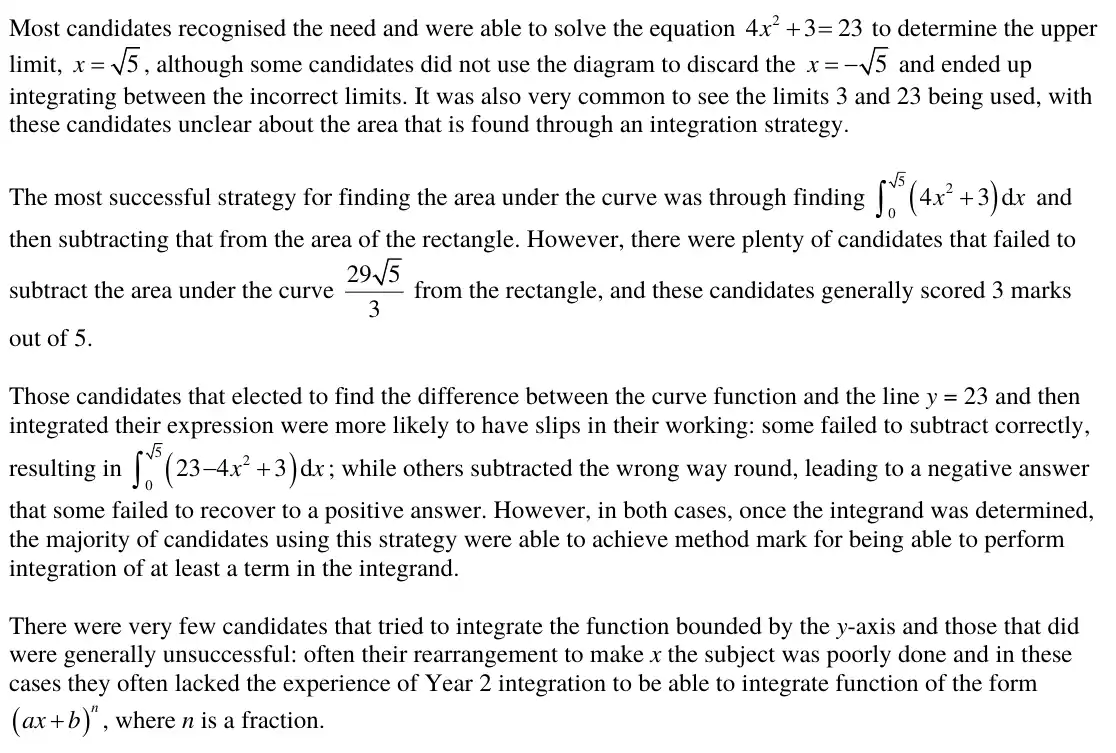 Most candidates recognised the need and were able to solve the equation 4x² +3= 23 to determine the upper
limit, x = √5 , although some candidates did not use the diagram to discard the x = −√5 and ended up
integrating between the incorrect limits. It was also very common to see the limits 3 and 23 being used, with
these candidates unclear about the area that is found through an integration strategy.
The most successful strategy for finding the area under the curve was through finding ∫₀^√5 (4x² +3)dx and
then subtracting that from the area of the rectangle. However, there were plenty of candidates that failed to
subtract the area under the curve 29√5/3 from the rectangle, and these candidates generally scored 3 marks
out of 5.
Those candidates that elected to find the difference between the curve function and the line y = 23 and then
integrated their expression were more likely to have slips in their working: some failed to subtract correctly,
resulting in ∫₀^√5 (23–4x² +3)dx ; while others subtracted the wrong way round, leading to a negative answer
that some failed to recover to a positive answer. However, in both cases, once the integrand was determined,
the majority of candidates using this strategy were able to achieve method mark for being able to perform
integration of at least a term in the integrand.
There were very few candidates that tried to integrate the function bounded by the y-axis and those that did
were generally unsuccessful: often their rearrangement to make x the subject was poorly done and in these
cases they often lacked the experience of Year 2 integration to be able to integrate function of the form
(ax+b)ⁿ , where n is a fraction.